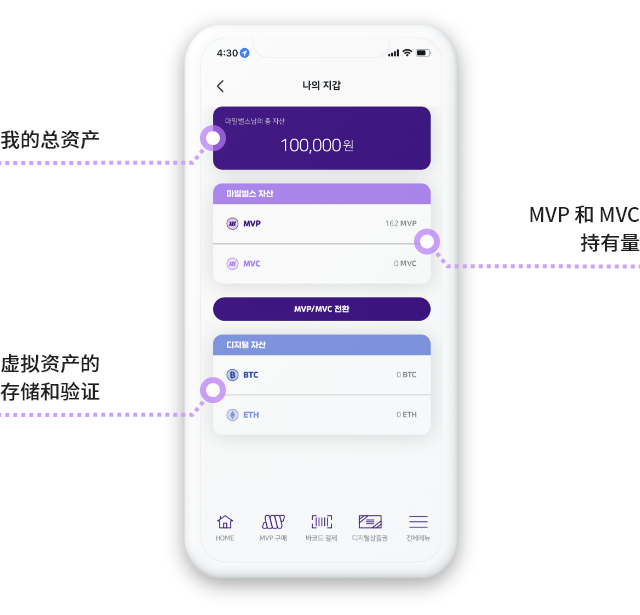 4:30
나의 지갑
마일벌스님의 총 자산
100,000원
我的总资产
마일벌스 자산
MVP
162 MVP
MVP 和 MVC
持有量
MVC
0 MVC
MVP/MVC 전환
디지털 자산
虚拟资产的
存储和验证
BTC
0 BTC
ETH
0 ETH
HOME
MVP 구매
바코드 결제
디지털상품권
전체메뉴